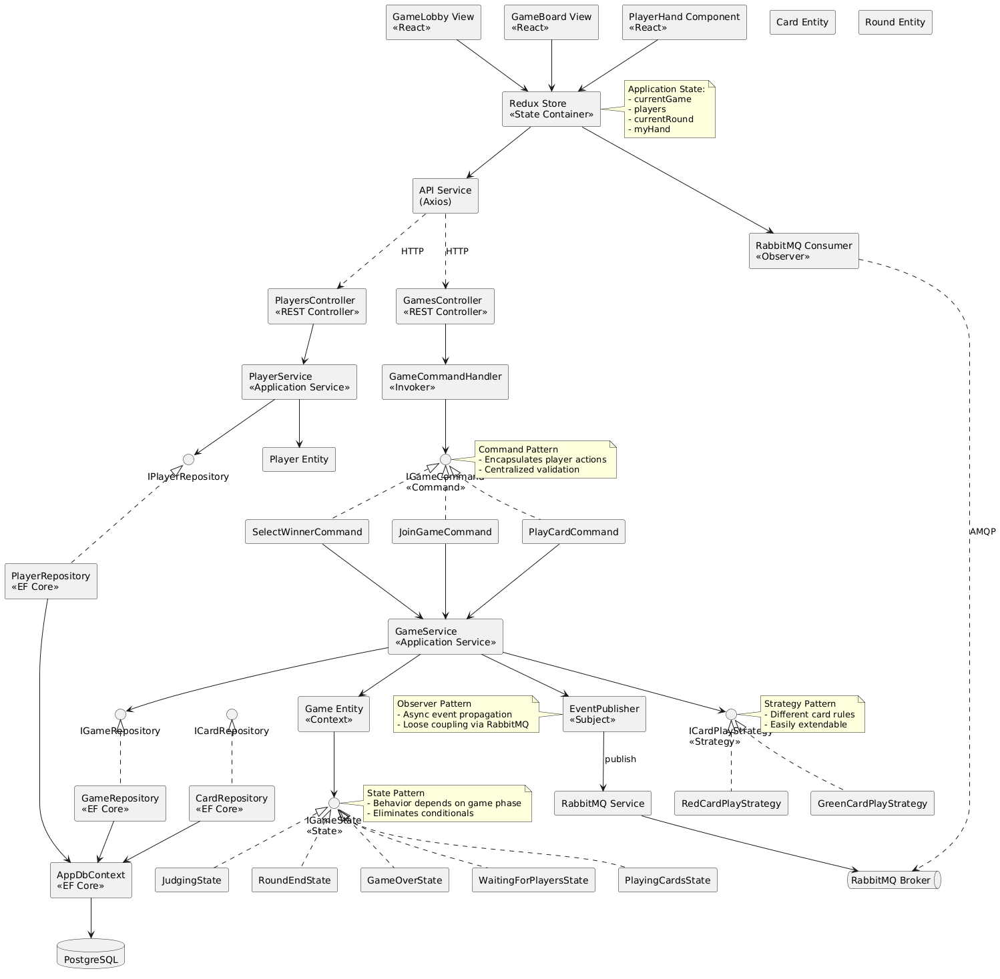 GameLobby View
«React»
GameBoard View
«React»
PlayerHand Component
«React»
Card Entity
Round Entity
Redux Store
«State Container»
Application State:
- currentGame
- players
- currentRound
- myHand
API Service
(Axios)
RabbitMQ Consumer
«Observer»
HTTP
HTTP
PlayersController
«REST Controller»
GamesController
«REST Controller»
PlayerService
«Application Service»
GameCommandHandler
«Invoker»
IPlayerRepository
Player Entity
IGameCommand
«Command»
Command Pattern
- Encapsulates player actions
- Centralized validation
SelectWinnerCommand
JoinGameCommand
PlayCardCommand
AMQP
PlayerRepository
«EF Core»
GameService
«Application Service»
IGameRepository
ICardRepository
Game Entity
«Context»
Observer Pattern
- Async event propagation
- Loose coupling via RabbitMQ
EventPublisher
«Subject»
ICardPlayStrategy
«Strategy»
Strategy Pattern
- Different card rules
- Easily extendable
publish
GameRepository
«EF Core»
CardRepository
«EF Core»
IGameState
«State»
State Pattern
- Behavior depends on game phase
- Eliminates conditionals
RabbitMQ Service
RedCardPlayStrategy
GreenCardPlayStrategy
AppDbContext
«EF Core»
JudgingState
RoundEndState
GameOverState
WaitingForPlayersState
PlayingCardsState
RabbitMQ Broker
PostgreSQL